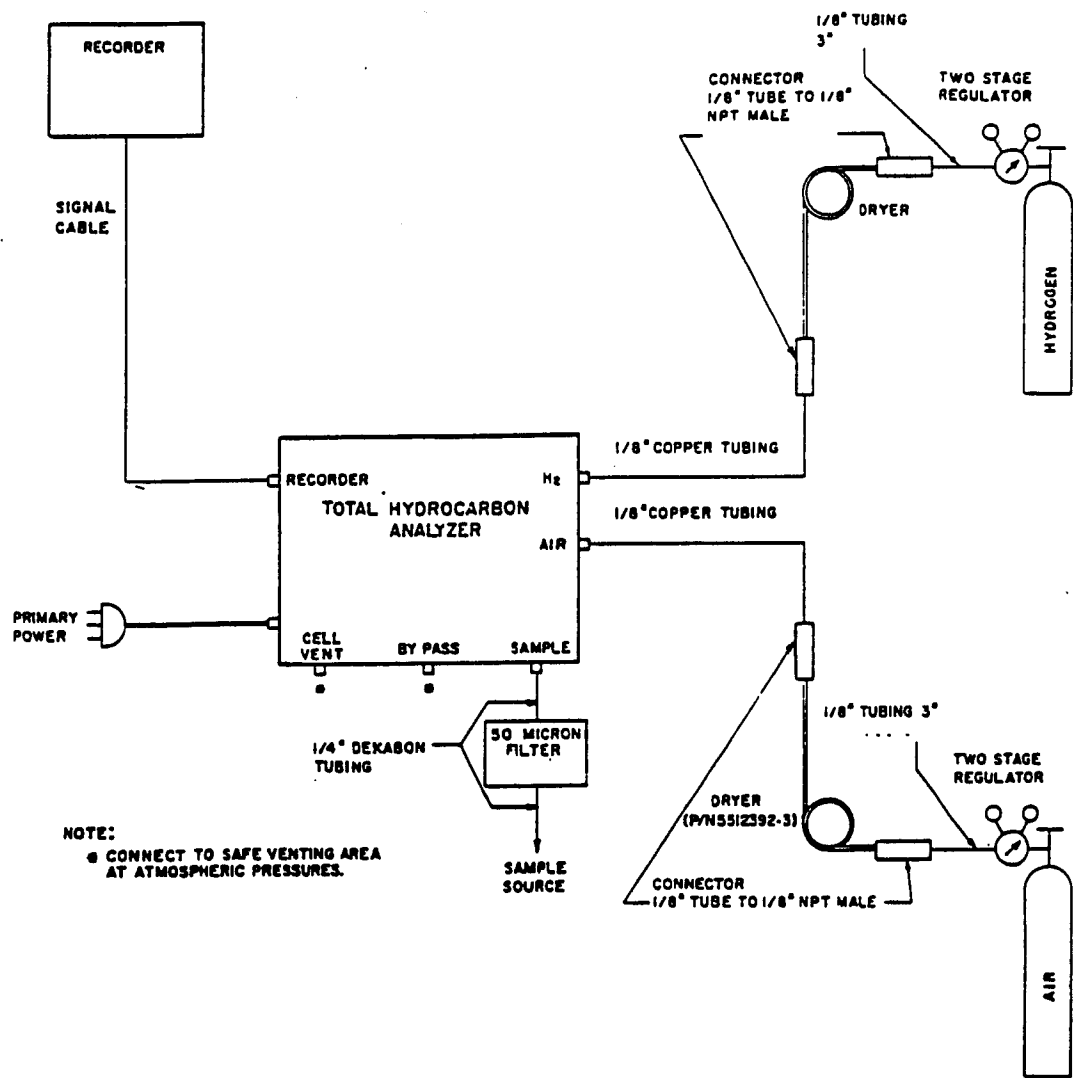 RECORDER
SIGNAL
CABLE
1/8" TUBING
3"
CONNECTOR
1/8" TUBE TO 1/8"
NPT MALE
TWO STAGE
REGULATOR
DRYER
HYDROGEN
1/8" COPPER TUBING
RECORDER
H2
TOTAL HYDROCARBON
ANALYZER
1/8" COPPER TUBING
AIR
PRIMARY
POWER
CELL
VENT
BY PASS
SAMPLE
50 MICRON
FILTER
1/4" DEKABON
TUBING
1/8" TUBING 3"
TWO STAGE
REGULATOR
DRYER
(P/N5512392-3)
NOTE:
● CONNECT TO SAFE VENTING AREA
AT ATMOSPHERIC PRESSURES.
SAMPLE
SOURCE
CONNECTOR
1/8" TUBE TO 1/8" NPT MALE
AIR